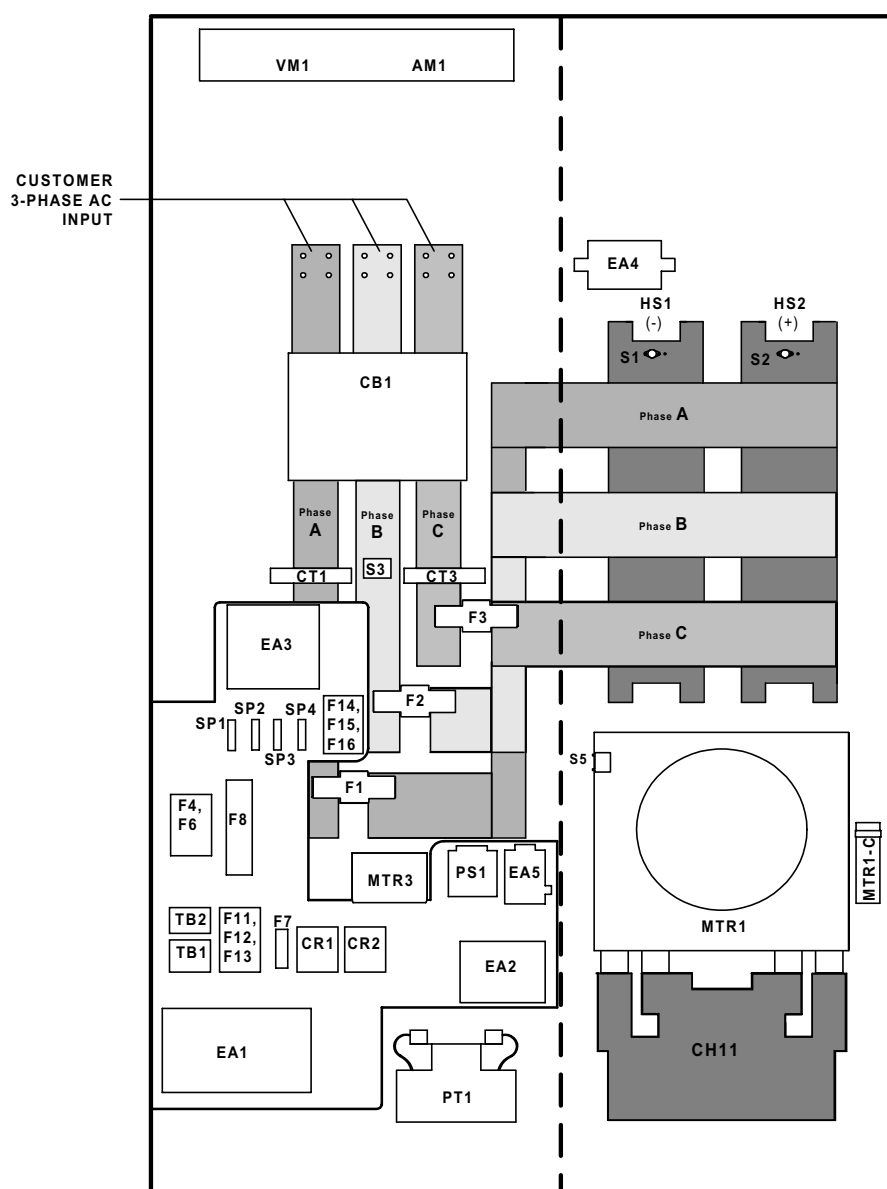 VM1 AM1
CUSTOMER
3-PHASE AC
INPUT
EA4
HS1 HS2
(-) (+)
S1 S2
CB1
Phase A
Phase Phase Phase
A B C
Phase B
S3
CT1 CT3
F3
Phase C
EA3
F2
F14,
F15,
F16
SP1 SP2 SP4
SP3
S5
F1
F4,
F6
F8
MTR3
PS1 EA5
MTR1-C
MTR1
TB2
TB1
F11,
F12,
F13
F7
CR1 CR2
EA2
EA1
CH11
PT1